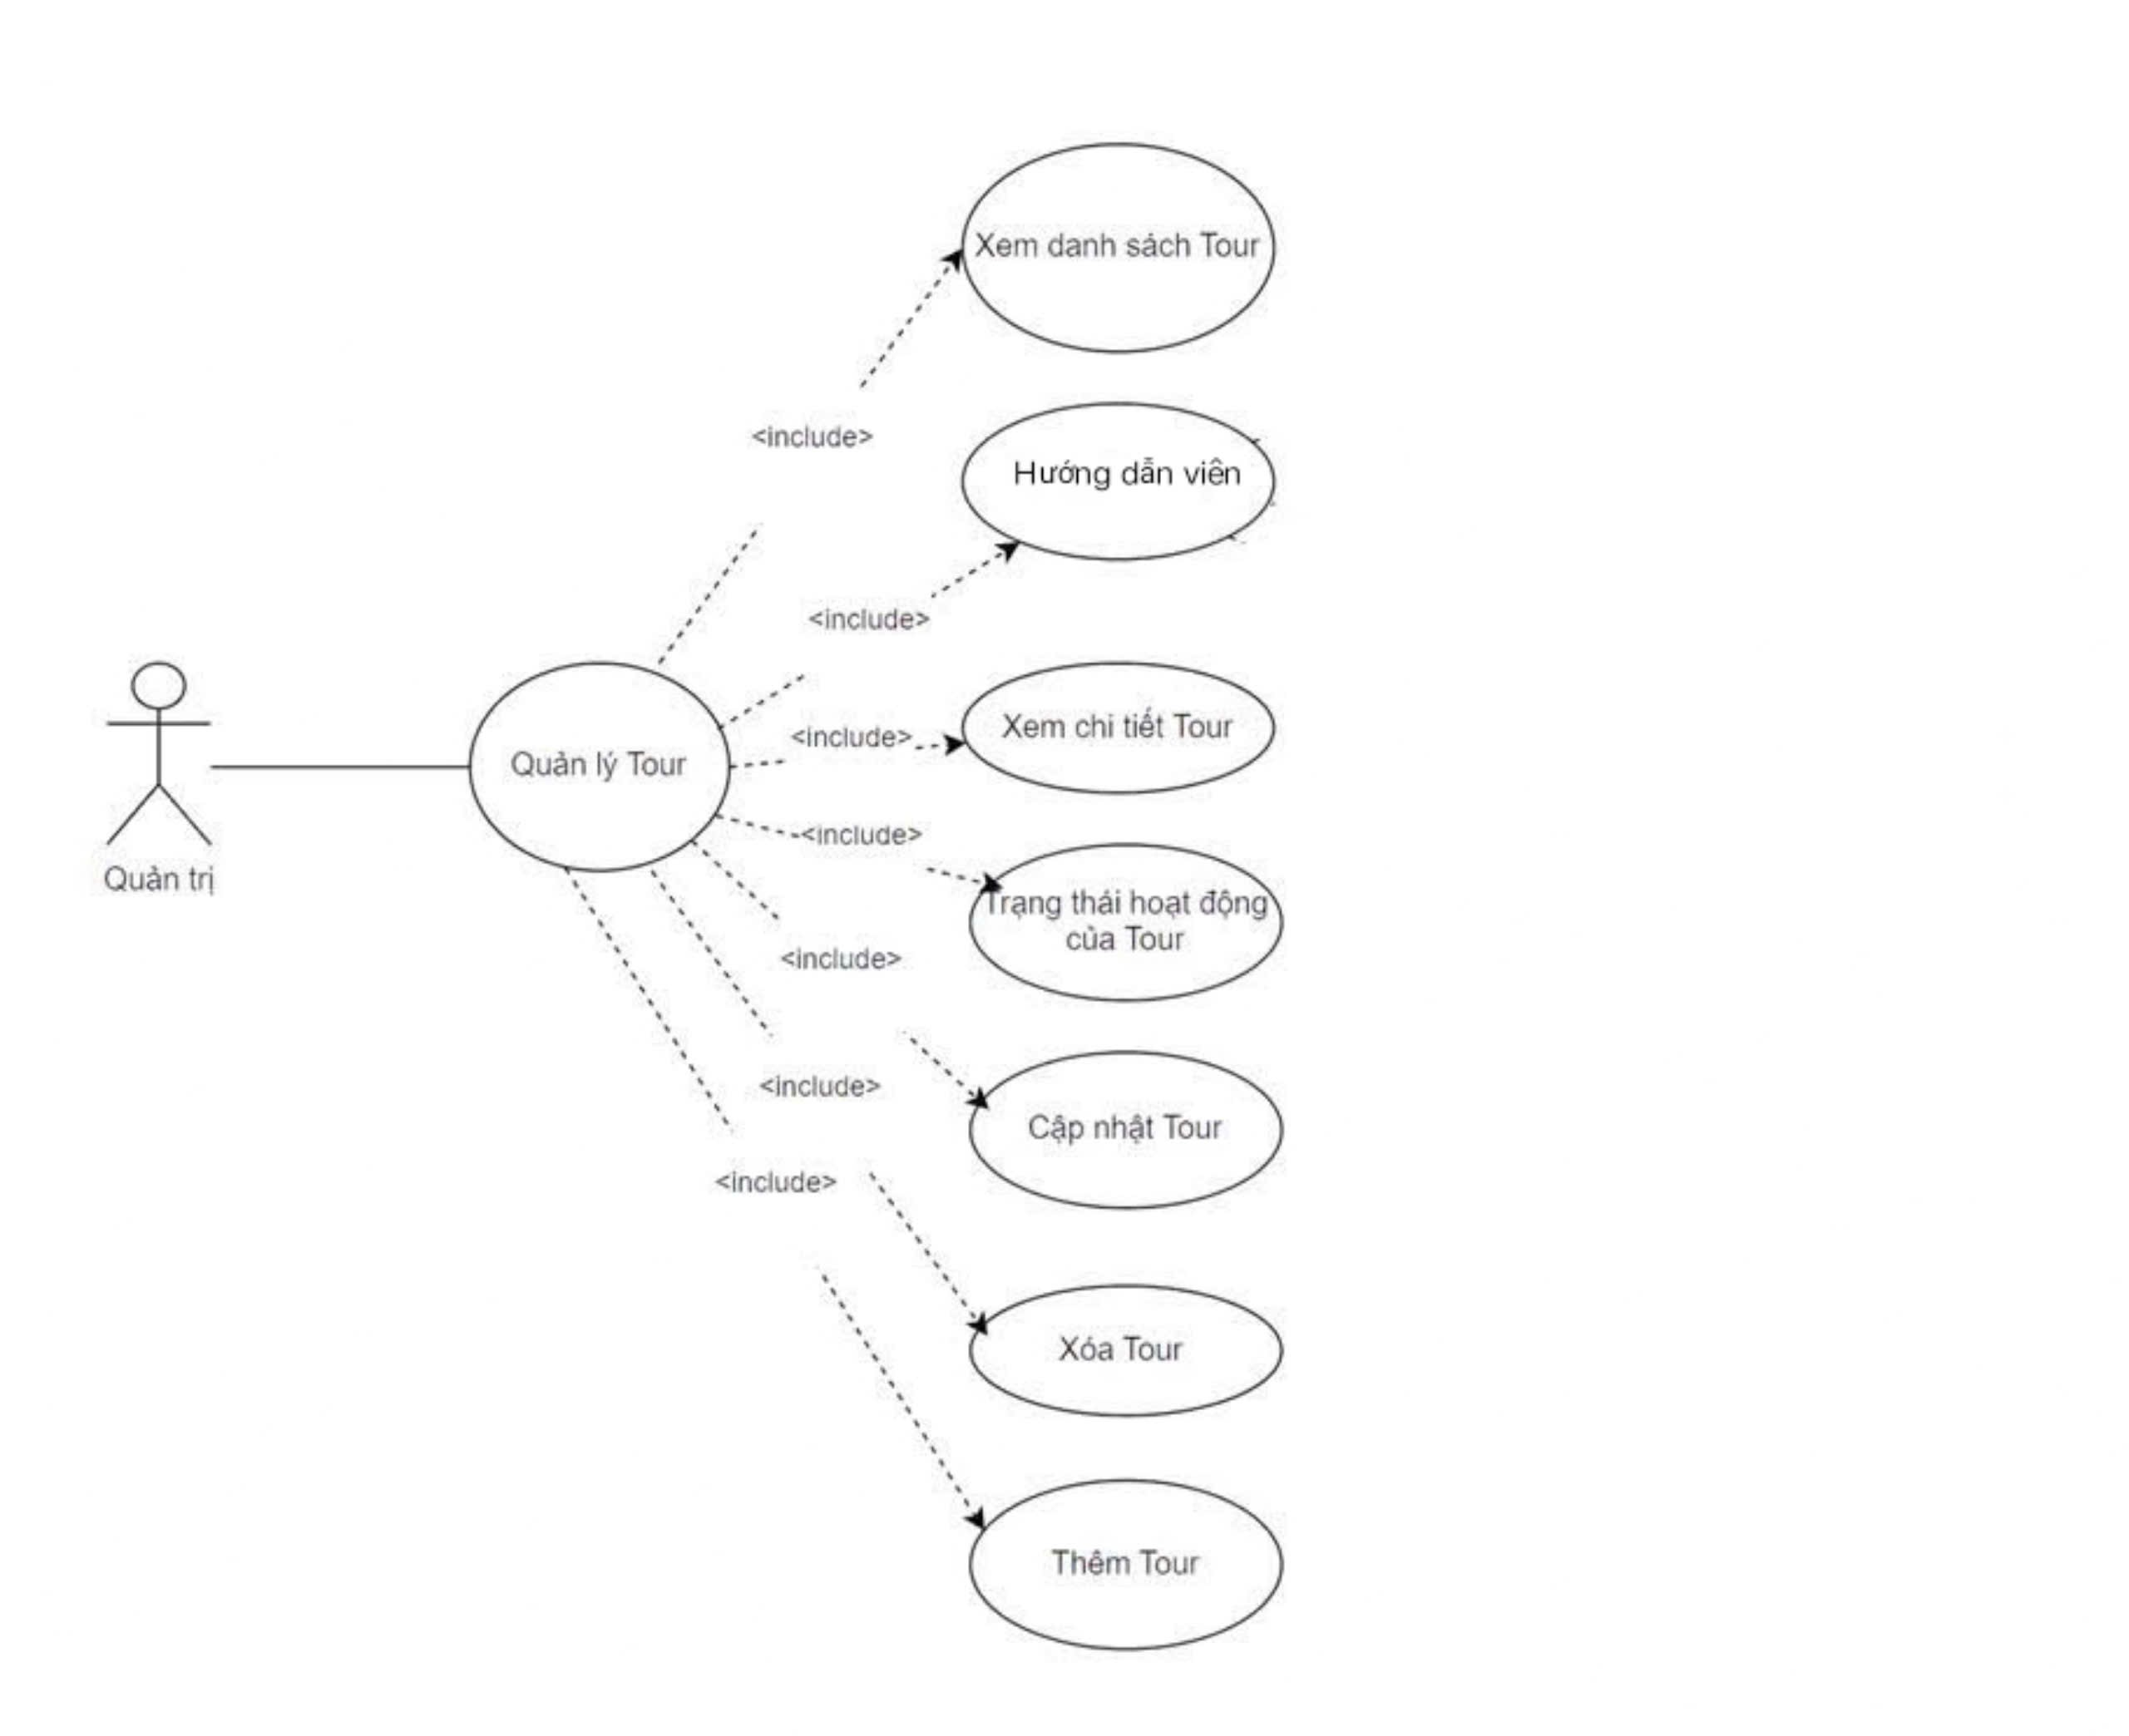 Xem danh sách Tour
<include>
Hướng dẫn viên
<include>
Xem chi tiết Tour
<include>
Quản lý Tour
<include>
Quản trị
Trạng thái hoạt động
của Tour
<include>
<include>
Cập nhật Tour
<include>
Xóa Tour
Thêm Tour